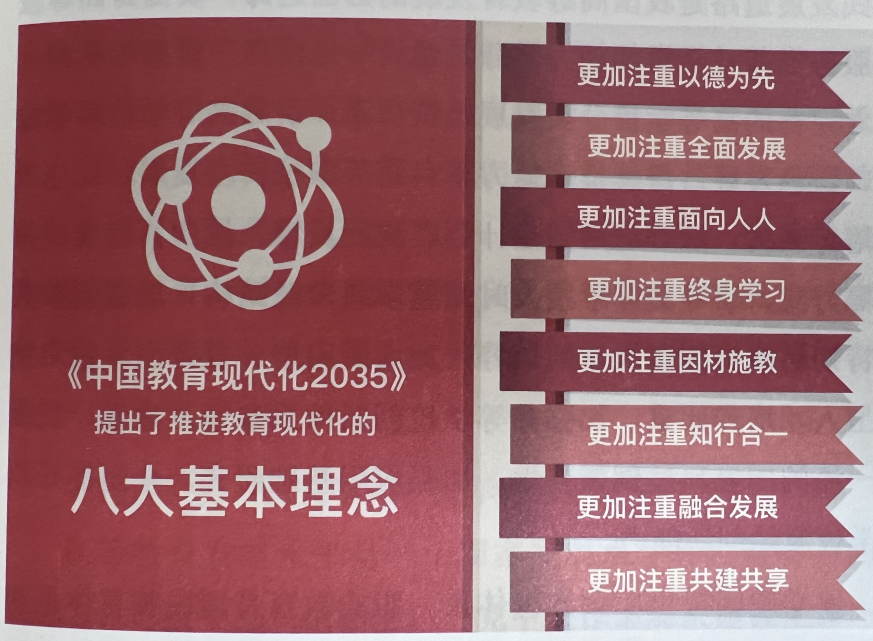 《中国教育现代化2035》
提出了推进教育现代化的
八大基本理念
更加注重以德为先
更加注重全面发展
更加注重面向人人
更加注重终身学习
更加注重因材施教
更加注重知行合一
更加注重融合发展
更加注重共建共享